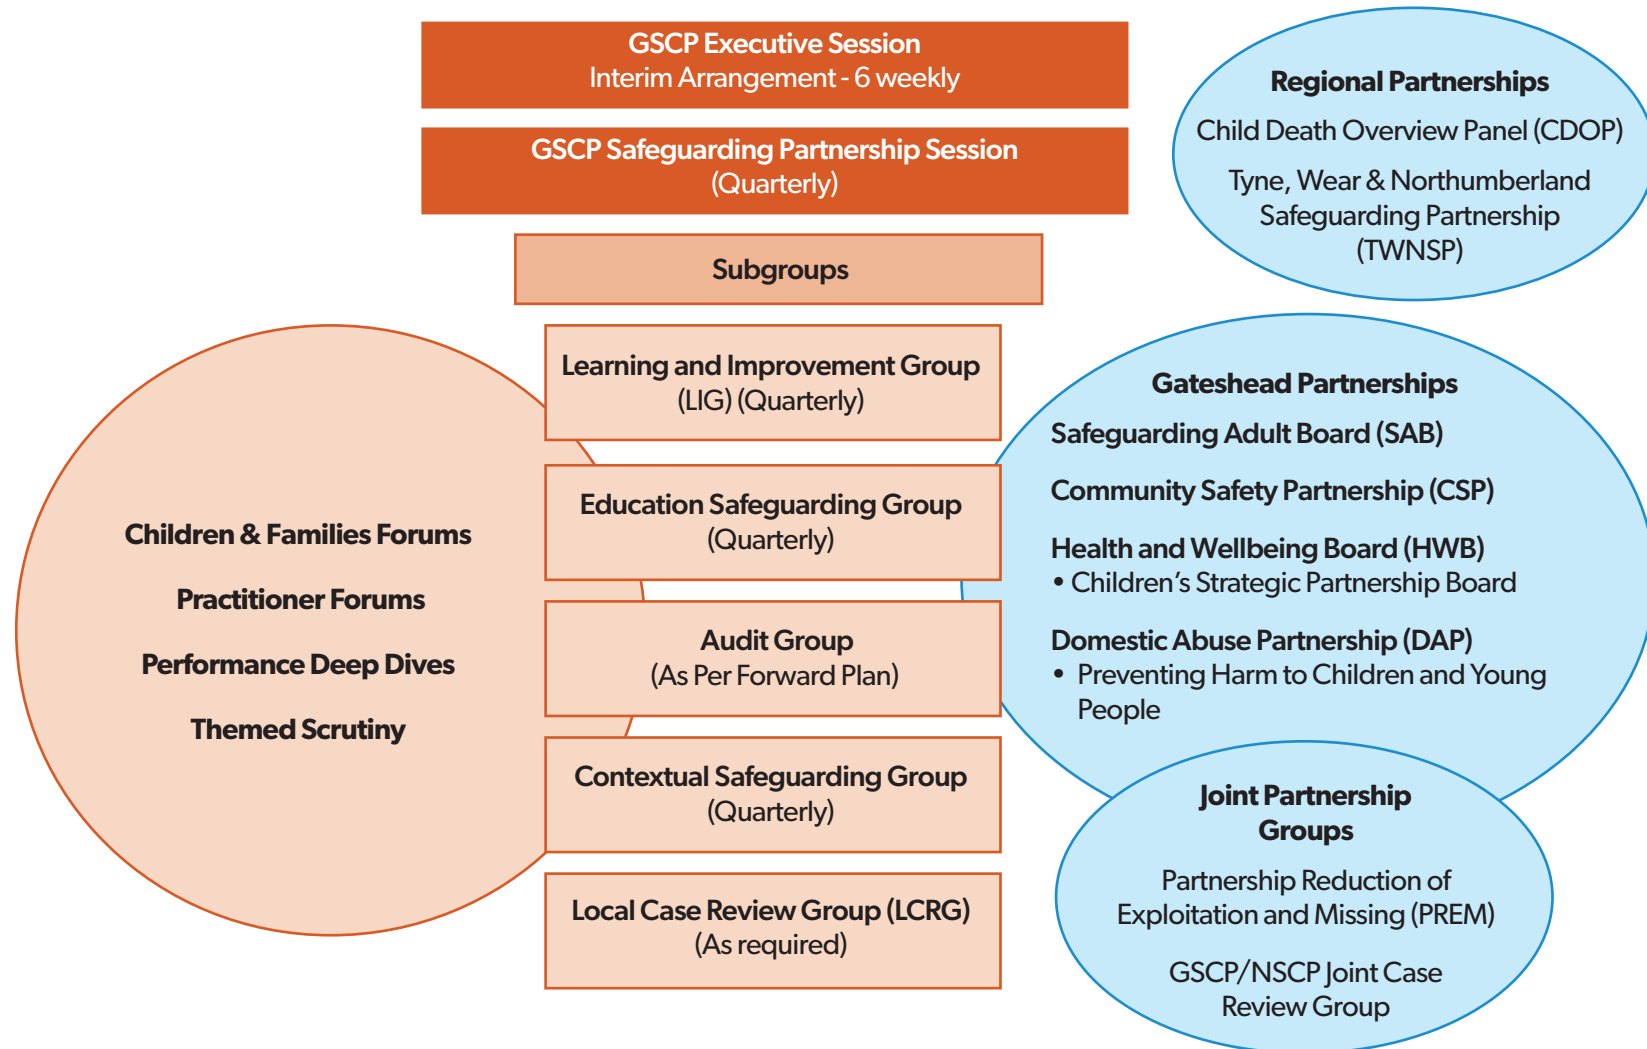 GSCP Executive Session
Interim Arrangement - 6 weekly
GSCP Safeguarding Partnership Session
(Quarterly)
Subgroups
Learning and Improvement Group
(LIG) (Quarterly)
Education Safeguarding Group
(Quarterly)
Audit Group
(As Per Forward Plan)
Contextual Safeguarding Group
(Quarterly)
Local Case Review Group (LCRG)
(As required)
Children & Families Forums
Practitioner Forums
Performance Deep Dives
Themed Scrutiny
Regional Partnerships
Child Death Overview Panel (CDOP)
Tyne, Wear & Northumberland
Safeguarding Partnership
(TWNSP)
Gateshead Partnerships
Safeguarding Adult Board (SAB)
Community Safety Partnership (CSP)
Health and Wellbeing Board (HWB)
• Children’s Strategic Partnership Board
Domestic Abuse Partnership (DAP)
• Preventing Harm to Children and Young
People
Joint Partnership
Groups
Partnership Reduction of
Exploitation and Missing (PREM)
GSCP/NSCP Joint Case
Review Group